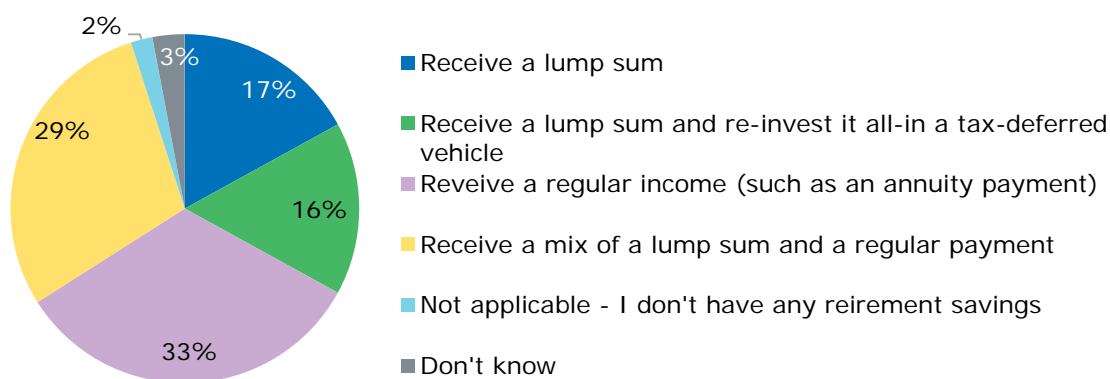 2%
3%
17%
29%
16%
33%
Receive a lump sum
Receive a lump sum and re-invest it all-in a tax-deferred
vehicle
Reveive a regular income (such as an annuity payment)
Receive a mix of a lump sum and a regular payment
Not applicable - I don't have any reirement savings
Don't know